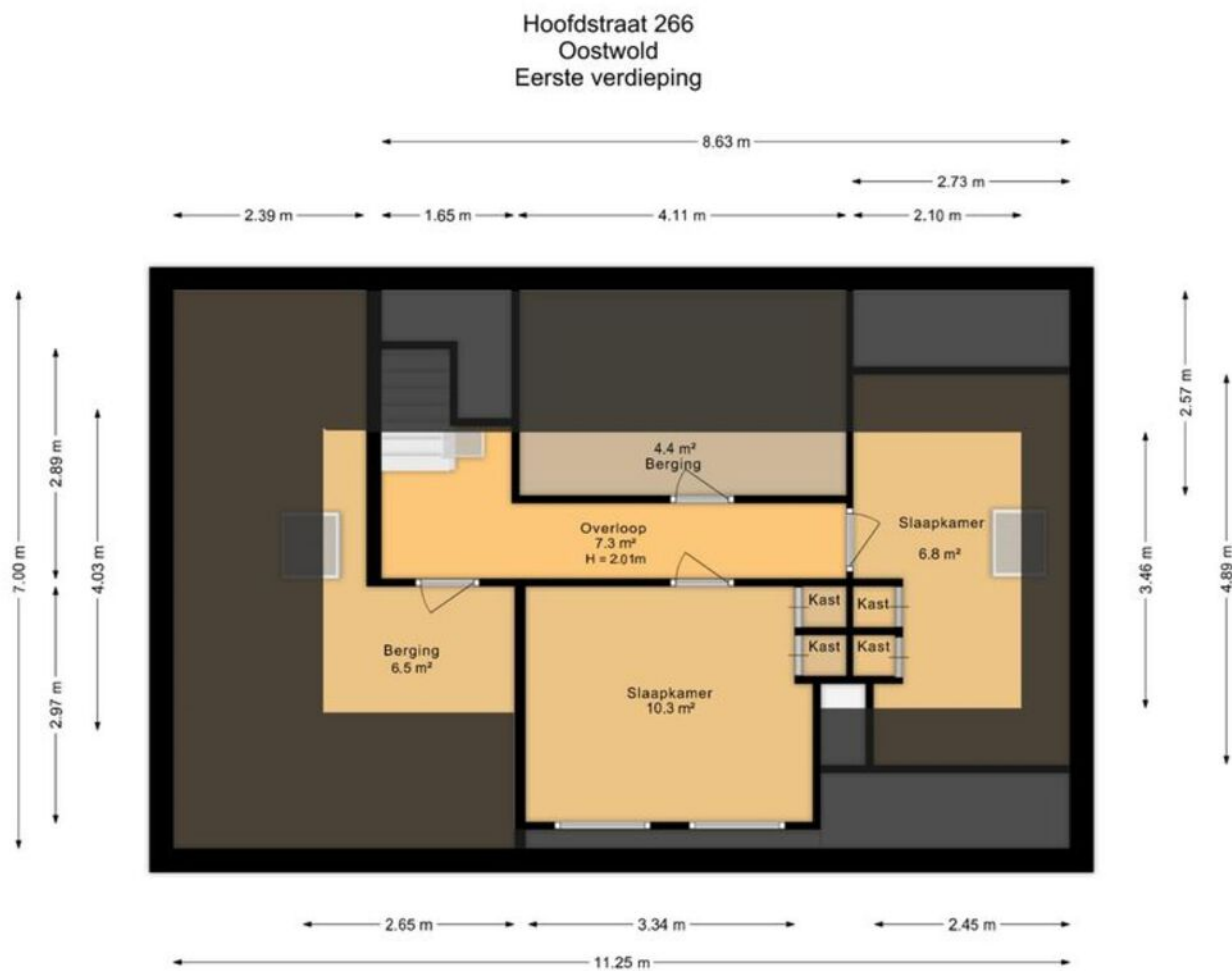 Hoofdstraat 266
Oostwold
Eerste verdieping
8.63 m
2.73 m
2.39 m
1.65 m
4.11 m
2.10 m
7.00 m
2.89 m
4.03 m
2.97 m
2.57 m
3.46 m
4.89 m
4.4 m²
Berging
Overloop
7.3 m²
H = 2.01m
Slaapkamer
6.8 m²
Kast
Kast
Kast
Kast
Berging
6.5 m²
Slaapkamer
10.3 m²
2.65 m
3.34 m
2.45 m
11.25 m